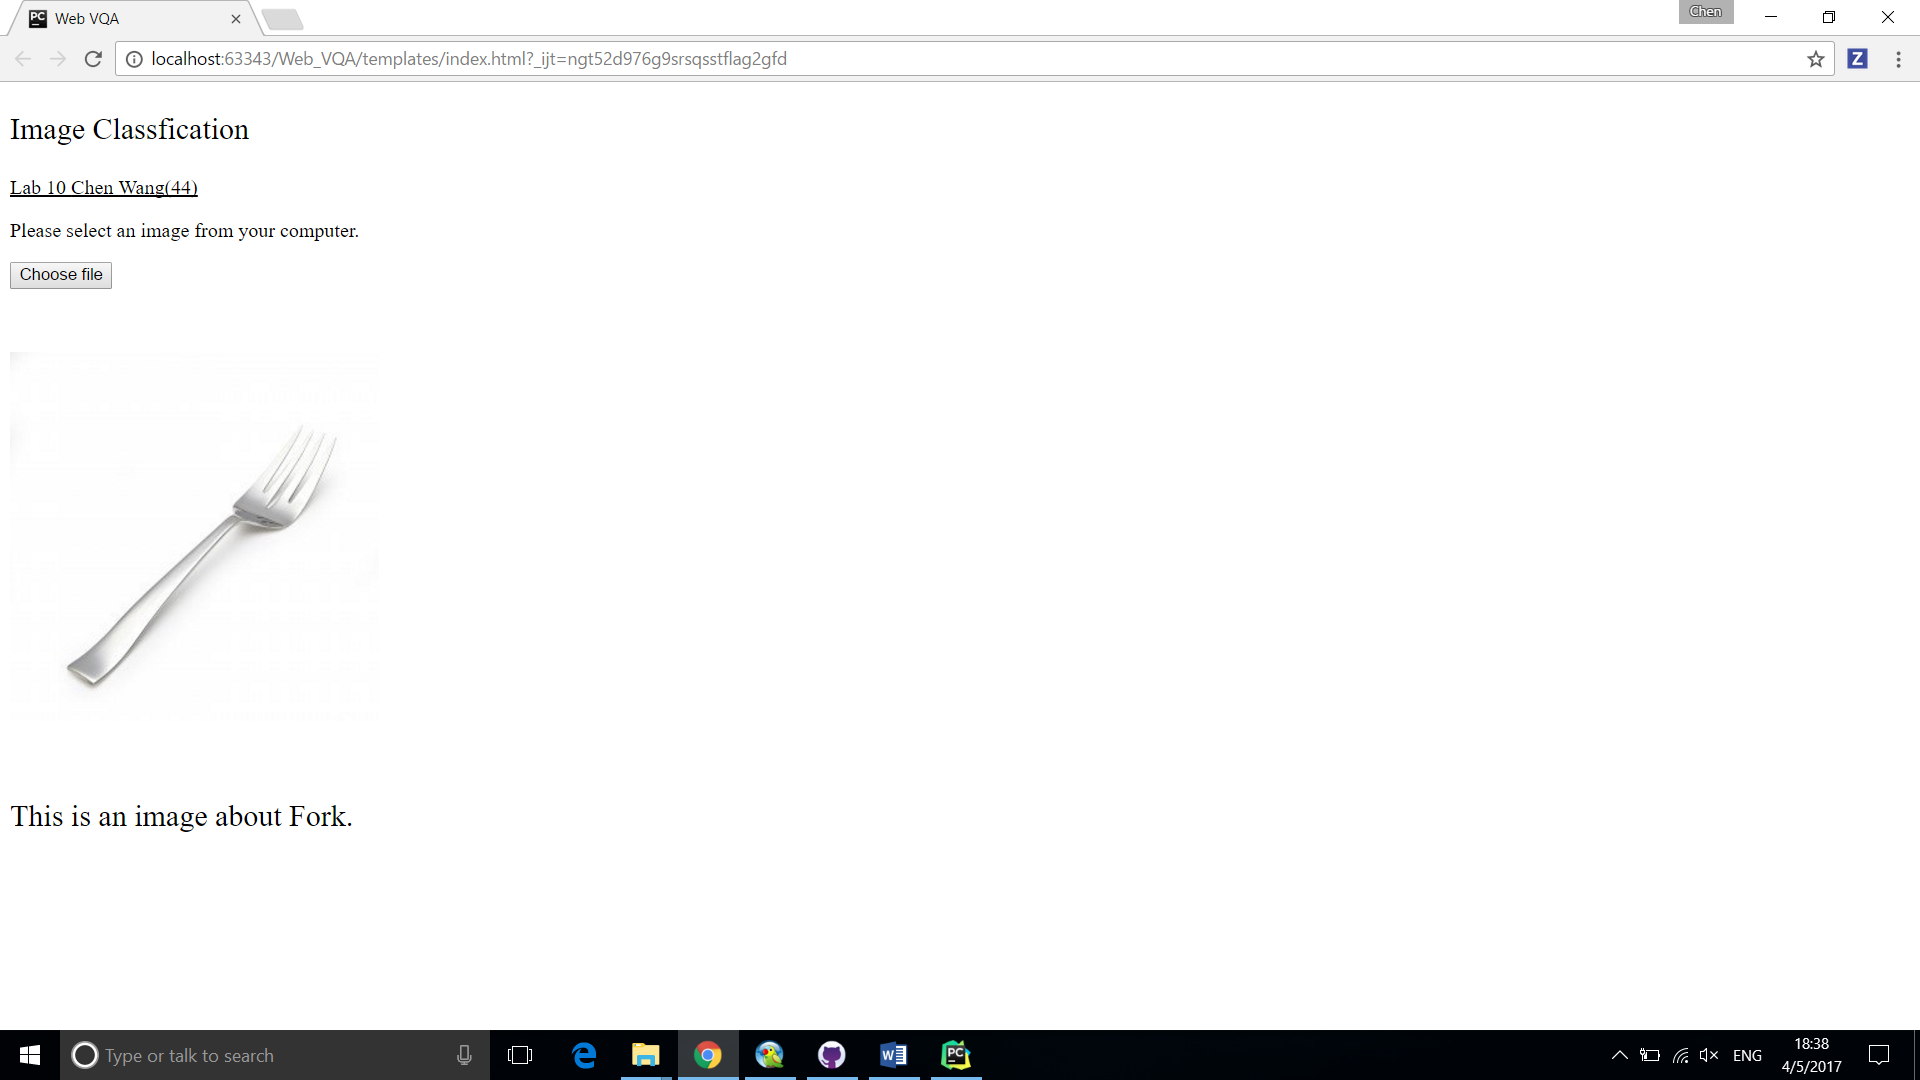 PC Web VQA
Chen
localhost:63343/Web_VQA/templates/index.html?_ijt=ngt52d976g9srsqsstflag2gfd
Z
Image Classfication
Lab 10 Chen Wang(44)
Please select an image from your computer.
Choose file
This is an image about Fork.
Type or talk to search
W
PC
ENG
18:38
4/5/2017